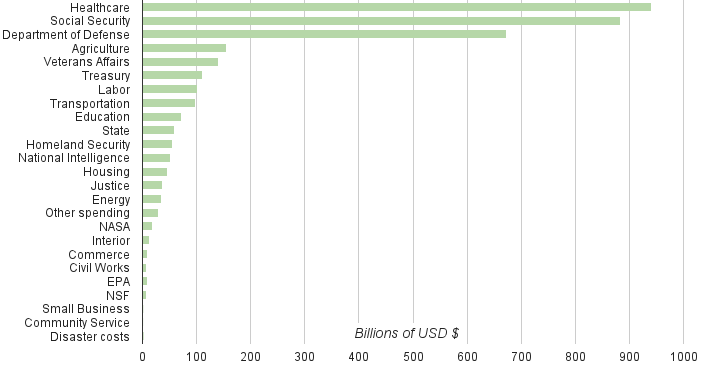 Healthcare
Social Security
Department of Defense
Agriculture
Veterans Affairs
Treasury
Labor
Transportation
Education
State
Homeland Security
National Intelligence
Housing
Justice
Energy
Other spending
NASA
Interior
Commerce
Civil Works
EPA
NSF
Small Business
Community Service
Disaster costs
Billions of USD $
0 100 200 300 400 500 600 700 800 900 1000